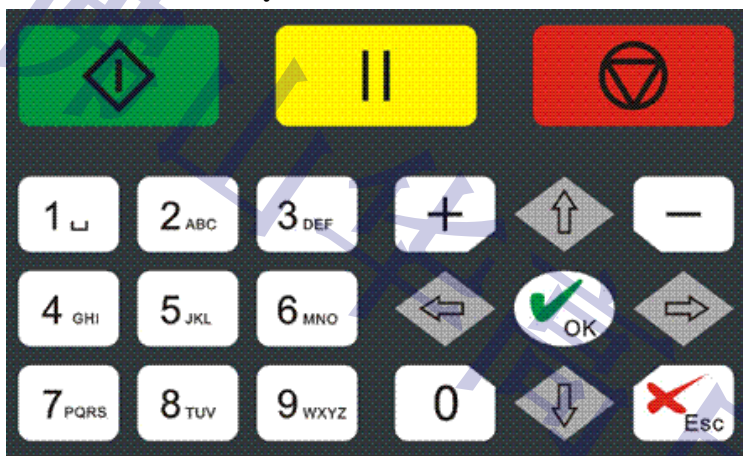 1 ␣ 2 ABC 3 DEF + −
4 GHI 5 JKL 6 MNO OK
7 PQRS 8 TUV 9 WXYZ 0 Esc